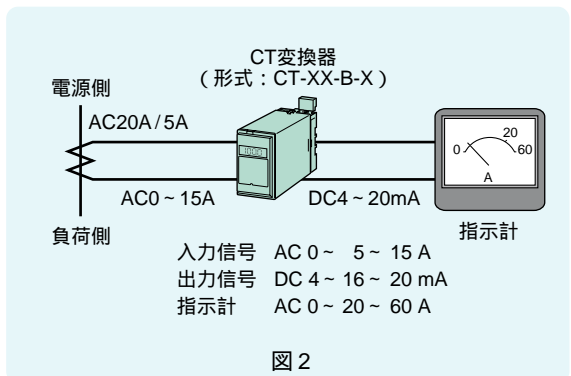 CT変換器
(形式：CT-XX-B-X)
電源側
AC20A/5A
AC0～15A
DC4～20mA
負荷側
0
20
60
A
指示計
入力信号 AC 0～ 5～15 A
出力信号 DC 4～16～20 mA
指示計 AC 0～20～60 A
図2